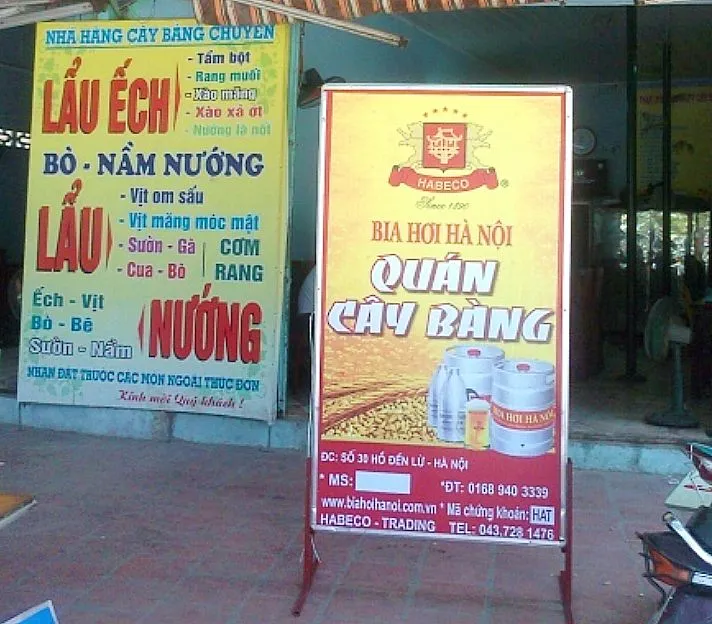 NHÀ HÀNG CÂY BÀNG CHUYÊN
LẨU ẾCH
- Tẩm bột
- Rang muối
- Xào măng
- Xào xả ớt
- Nướng lá nốt
BÒ - NẦM NƯỚNG
LẨU
- Vịt om sấu
- Vịt măng móc mật
- Sườn - Gà
- Cua - Bò
CƠM
RANG
Ếch - Vịt
Bò - Bê
Sườn - Nầm
NƯỚNG
NHẬN ĐẶT TRƯỚC CÁC MÓN NGOÀI THỰC ĐƠN
Kính mời Quý khách !
HABECO ®
Since 1890
BIA HƠI HÀ NỘI
QUÁN
CÂY BÀNG
BIA HƠI HÀ NỘI
ĐC: SỐ 30 HỒ ĐỀN LỪ - HÀ NỘI
* MS:
*ĐT: 0168 940 3339
www.biahoihanoi.com.vn * Mã chứng khoán: HAT
HABECO - TRADING TEL: 043.728 1476